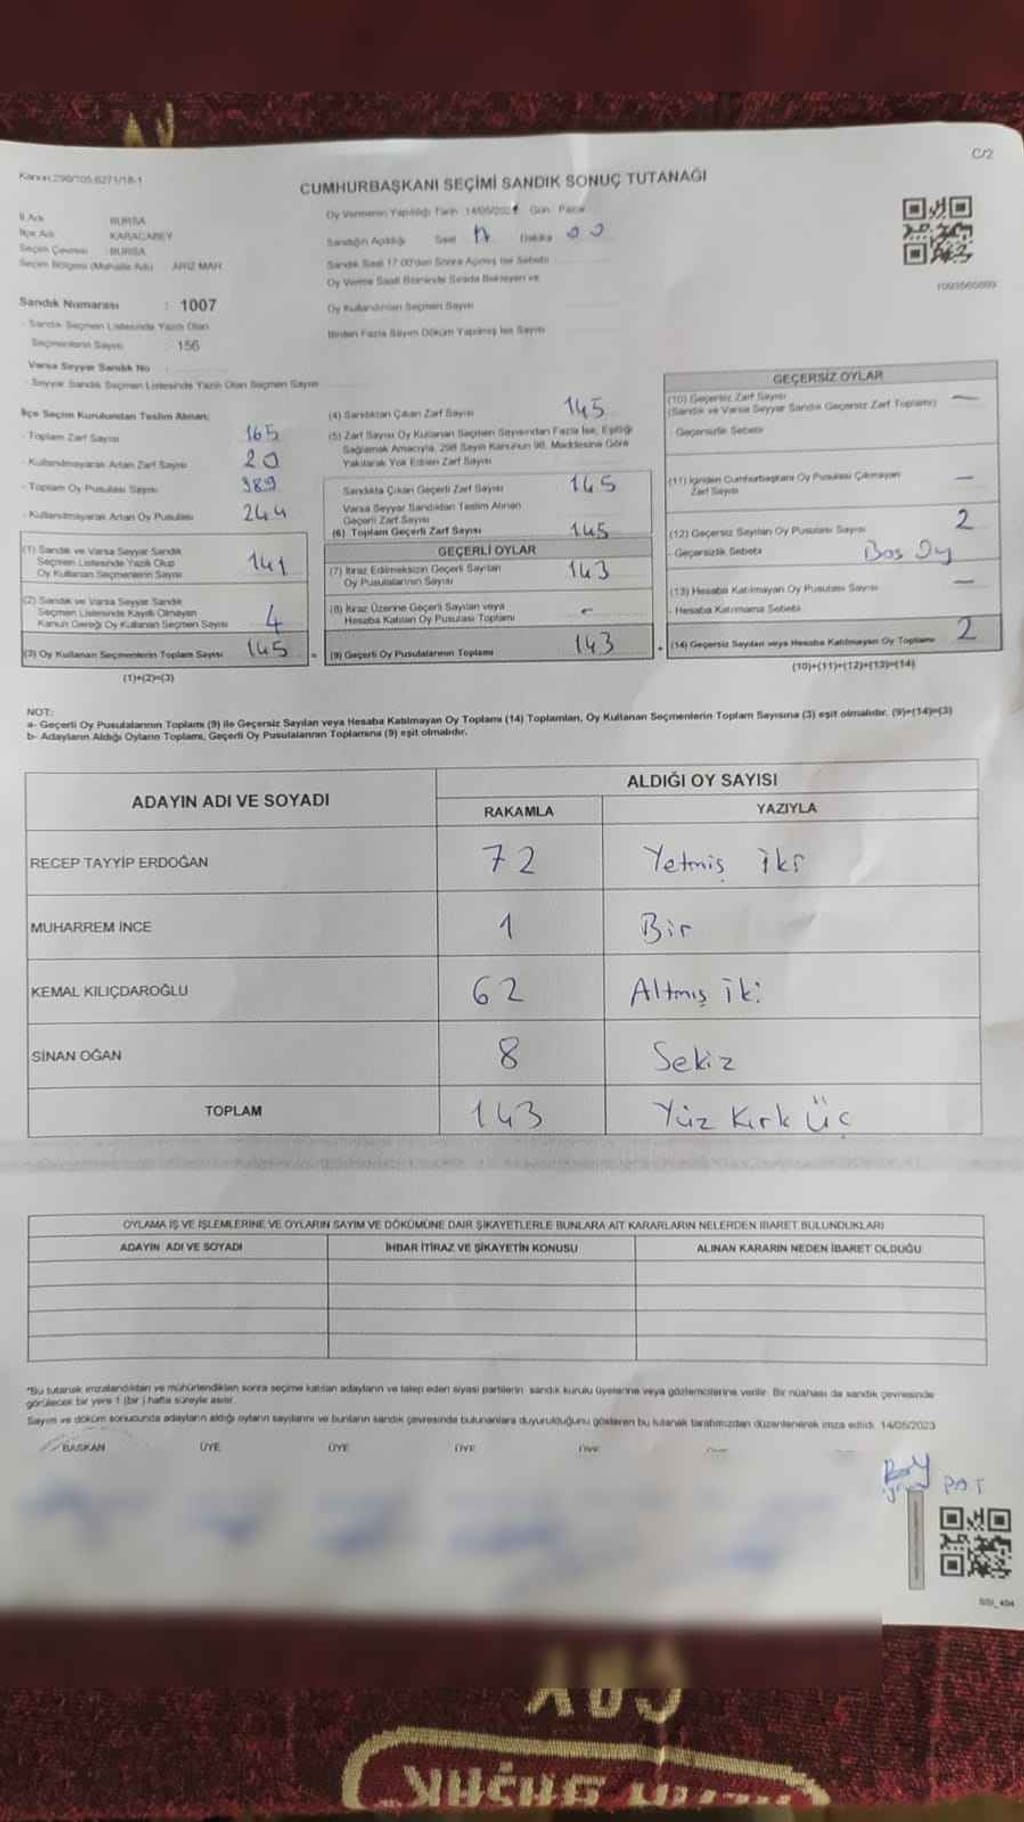 C/2
CUMHURBAŞKANI SEÇİMİ SANDIK SONUÇ TUTANAĞI
İl Adı BURSA
İlçe Adı KARACABEY
Seçim Çevresi BURSA
Seçim Bölgesi (Mahalle Adı) ARIZ MAH
Sandık Numarası : 1007
- Sandık Seçmen Listesinde Yazılı Olan
Seçmenlerin Sayısı 156
Varsa Seyyar Sandık No
- Seyyar Sandık Seçmen Listesinde Yazılı Olan Seçmen Sayısı
Oy Vermenin Yapıldığı Tarih Gün Pazar
Sandığın Açıldığı Saat 17 Dakika 00
Sandık Saat 17.00'den Sonra Açılmış İse Sebebi
Oy Kullandırılan Seçmen Sayısı
Birden Fazla Sayım Döküm Yapılmış İse Sayısı
İlçe Seçim Kurulundan Teslim Alınan;
- Toplam Zarf Sayısı 165
- Kullanılmayarak Artan Zarf Sayısı 20
- Toplam Oy Pusulası Sayısı 389
- Kullanılmayarak Artan Oy Pusulası 244
(1) Sandık ve Varsa Seyyar Sandık
Seçmen Listesinde Yazılı Olup
Oy Kullanan Seçmenlerin Sayısı 141
(2) Sandık ve Varsa Seyyar Sandık
Seçmen Listesinde Kayıtlı Olmayan
Kanun Gereği Oy Kullanan Seçmen Sayısı 4
(3) Oy Kullanan Seçmenlerin Toplam Sayısı 145
(1)+(2)=(3)
(4) Sandıktan Çıkan Zarf Sayısı 145
(5) Zarf Sayısı Oy Kullanan Seçmen Sayısından Fazla İse, Eşitliği
Sağlamak Amacıyla, 298 Sayılı Kanunun 98. Maddesine Göre
Yakılarak Yok Edilen Zarf Sayısı
Sandıkta Çıkan Geçerli Zarf Sayısı 145
Varsa Seyyar Sandıktan Teslim Alınan
Geçerli Zarf Sayısı
(6) Toplam Geçerli Zarf Sayısı 145
GEÇERLİ OYLAR
(7) İtiraz Edilmeksizin Geçerli Sayılan
Oy Pusulalarının Sayısı 143
(8) İtiraz Üzerine Geçerli Sayılan veya
Hesaba Katılan Oy Pusulası Toplamı -
(9) Geçerli Oy Pusulalarının Toplamı 143
GEÇERSİZ OYLAR
(10) Geçersiz Zarf Sayısı —
(Sandık ve Varsa Seyyar Sandık Geçersiz Zarf Toplamı)
Geçersizlik Sebebi
(11) İçinden Cumhurbaşkanı Oy Pusulası Çıkmayan
Zarf Sayısı —
(12) Geçersiz Sayılan Oy Pusulası Sayısı 2
- Geçersizlik Sebebi Bos Oy
(13) Hesaba Katılmayan Oy Pusulası Sayısı —
- Hesaba Katılmama Sebebi
(14) Geçersiz Sayılan veya Hesaba Katılmayan Oy Toplamı 2
(10)+(11)+(12)+(13)=(14)
NOT:
a- Geçerli Oy Pusulalarının Toplamı (9) ile Geçersiz Sayılan veya Hesaba Katılmayan Oy Toplamı (14) Toplamları, Oy Kullanan Seçmenlerin Toplam Sayısına (3) eşit olmalıdır. (9)+(14)=(3)
b- Adayların Aldığı Oyların Toplamı, Geçerli Oy Pusulalarının Toplamına (9) eşit olmalıdır.
ADAYIN ADI VE SOYADI
ALDIĞI OY SAYISI
RAKAMLA YAZIYLA
RECEP TAYYİP ERDOĞAN 72 Yetmiş İki
MUHARREM İNCE 1 Bir
KEMAL KILIÇDAROĞLU 62 Altmış İki
SİNAN OĞAN 8 Sekiz
TOPLAM 143 Yüz Kırk Üç
OYLAMA İŞ VE İŞLEMLERİNE VE OYLARIN SAYIM VE DÖKÜMÜNE DAİR ŞİKAYETLERLE BUNLARA AİT KARARLARIN NELERDEN İBARET BULUNDUKLARI
ADAYIN ADI VE SOYADI İHBAR İTİRAZ VE ŞİKAYETİN KONUSU ALINAN KARARIN NEDEN İBARET OLDUĞU
*Bu tutanak imzalandıktan ve mühürlendikten sonra seçime katılan adayların ve talep eden siyasi partilerin sandık kurulu üyelerine veya gözlemcilerine verilir. Bir nüshası da sandık çevresinde
görülecek bir yere 1 (bir) hafta süreyle asılır.
Sayım ve döküm sonucunda adayların aldığı oyların sayılarını ve bunların sandık çevresinde bulunanlara duyurulduğunu gösteren bu tutanak tarafımızdan düzenlenerek imza edildi. 14/05/2023
BAŞKAN ÜYE ÜYE ÜYE ÜYE